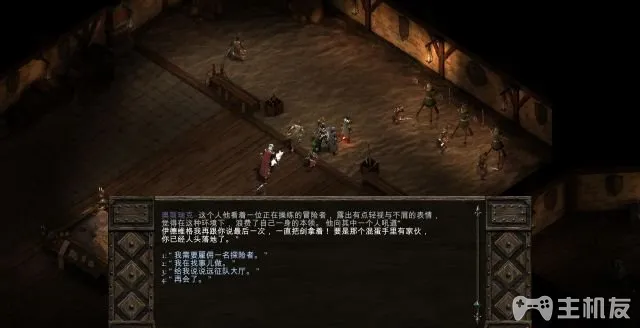 奥瑞克 这个人他看着一位正在操练的冒险者，露出有点轻视与不屑的表情，
觉得在这种环境下，浪费了自己一身的本领。他向其中一个人吼道"
伊德维格我再跟你说最后一次，一直把剑拿着！要是那个混蛋手里有家伙，
你已经人头落地了。
1: "我需要雇佣一名探险者。"
2: "我在找事儿做。"
3: "给我说说远征队大厅。"
4: "再会了。"
主机友